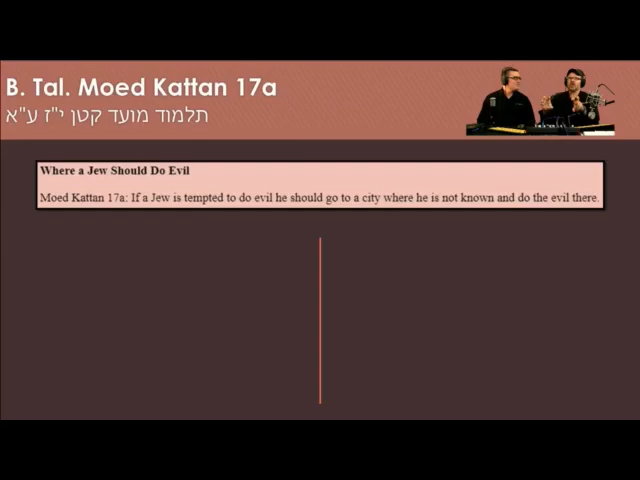 B. Tal. Moed Kattan 17a
תלמוד מועד קטן י"ז ע"א
Where a Jew Should Do Evil
Moed Kattan 17a: If a Jew is tempted to do evil he should go to a city where he is not known and do the evil there.